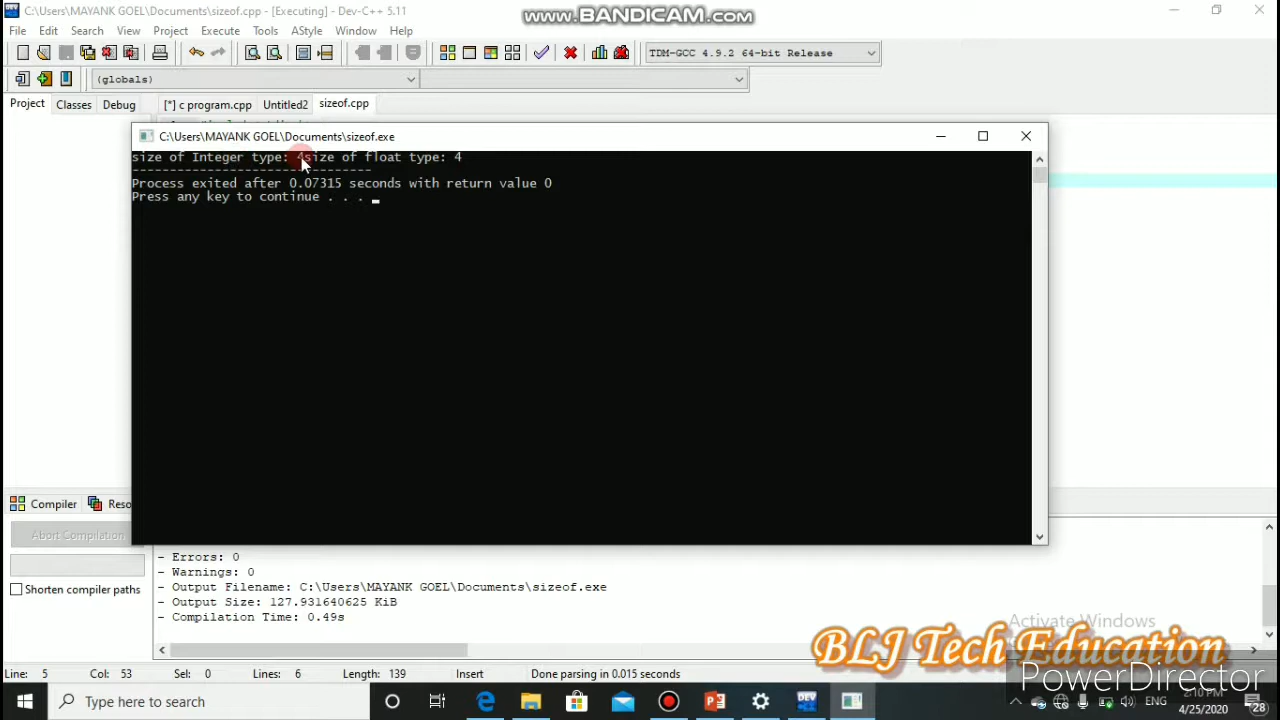 C:\Users\MAYANK GOEL\Documents\sizeof.cpp - [Executing] - Dev-C++ 5.11
www.BANDICAM.com
File Edit Search View Project Execute Tools AStyle Window Help
TDM-GCC 4.9.2 64-bit Release
(globals)
Project Classes Debug [*] c program.cpp Untitled2 sizeof.cpp
C:\Users\MAYANK GOEL\Documents\sizeof.exe
size of Integer type: 4size of float type: 4
--------------------------------
Process exited after 0.07315 seconds with return value 0
Press any key to continue . . .
Compiler Reso
Abort Compilation
Shorten compiler paths
- Errors: 0
- Warnings: 0
- Output Filename: C:\Users\MAYANK GOEL\Documents\sizeof.exe
- Output Size: 127.931640625 KiB
- Compilation Time: 0.49s
Activate Windows
BLJ Tech Education
PowerDirector
Line: 5 Col: 53 Sel: 0 Lines: 6 Length: 139 Insert Done parsing in 0.015 seconds
Type here to search
ENG
2:10 PM
4/25/2020
28